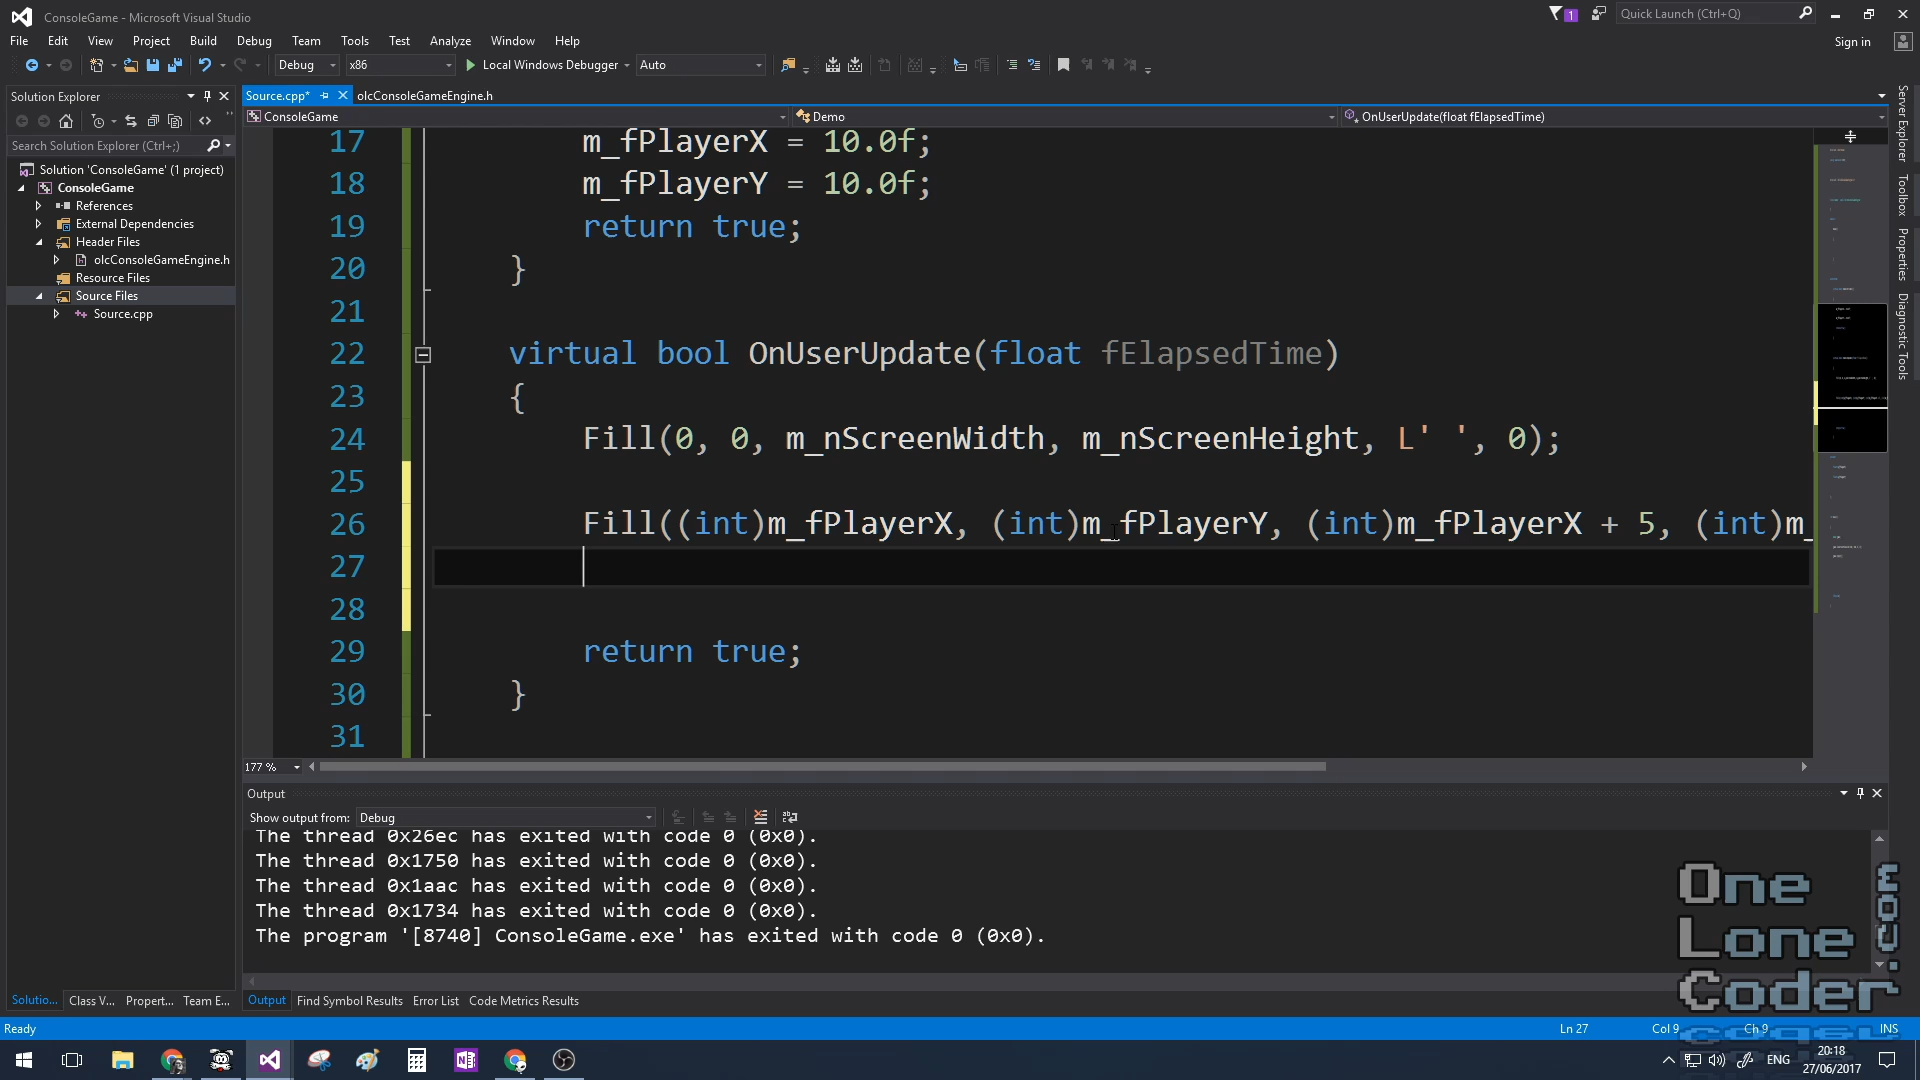 ConsoleGame - Microsoft Visual Studio
1
Quick Launch (Ctrl+Q)
File Edit View Project Build Debug Team Tools Test Analyze Window Help
Sign in
Debug x86 Local Windows Debugger Auto
Solution Explorer
Search Solution Explorer (Ctrl+;)
Solution 'ConsoleGame' (1 project)
ConsoleGame
References
External Dependencies
Header Files
olcConsoleGameEngine.h
Resource Files
Source Files
Source.cpp
Source.cpp* olcConsoleGameEngine.h
ConsoleGame Demo OnUserUpdate(float fElapsedTime)
17 m_fPlayerX = 10.0f;
18 m_fPlayerY = 10.0f;
19 return true;
20 }
21
22 virtual bool OnUserUpdate(float fElapsedTime)
23 {
24 Fill(0, 0, m_nScreenWidth, m_nScreenHeight, L' ', 0);
25
26 Fill((int)m_fPlayerX, (int)m_fPlayerY, (int)m_fPlayerX + 5, (int)m_
27
28
29 return true;
30 }
31
177 %
Server Explorer
Toolbox
Properties
Diagnostic Tools
Output
Show output from: Debug
The thread 0x26ec has exited with code 0 (0x0).
The thread 0x1750 has exited with code 0 (0x0).
The thread 0x1aac has exited with code 0 (0x0).
The thread 0x1734 has exited with code 0 (0x0).
The program '[8740] ConsoleGame.exe' has exited with code 0 (0x0).
Solutio... Class V... Propert... Team E...
Output Find Symbol Results Error List Code Metrics Results
One
Lone
Coder
.com
Ready Ln 27 Col 9 Ch 9 INS
ENG
20:18
27/06/2017